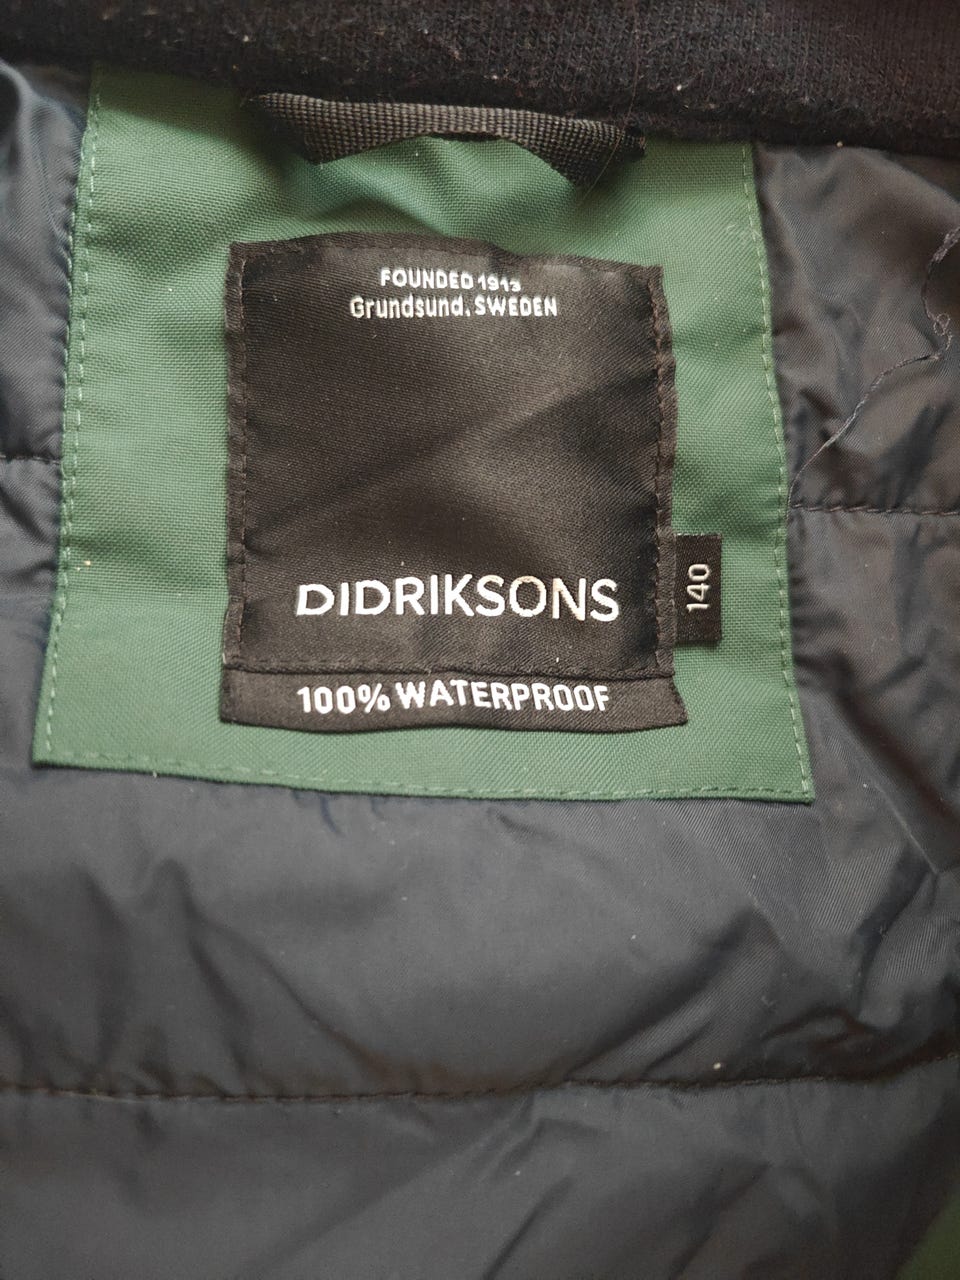 FOUNDED 1913
Grundsund, SWEDEN
DIDRIKSONS
140
100% WATERPROOF